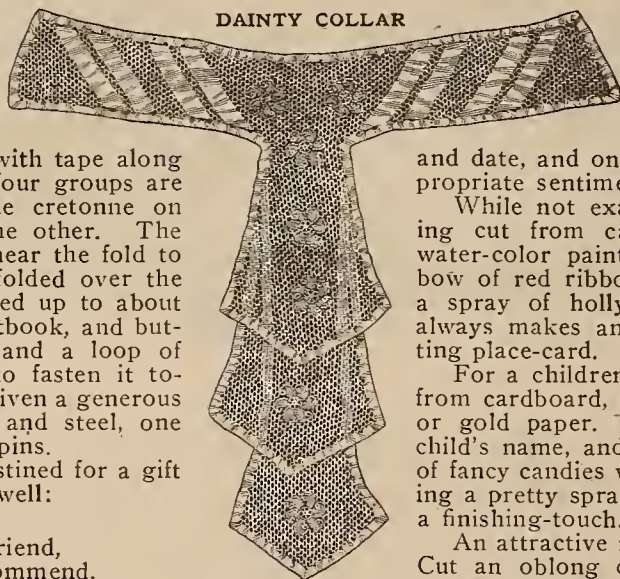 DAINTY COLLAR
with tape along
our groups are
e cretonne on
ne other. The
near the fold to
folded over the
ed up to about
tbook, and but-
and a loop of
to fasten it to-
iven a generous
and steel, one
pins.
stined for a gift
well:
riend,
ommend.
and date, and on
propriate sentime
While not exa
ing cut from ca
water-color paint
bow of red ribbo
a spray of holly
always makes an
ting place-card.
For a children
from cardboard,
or gold paper.
child's name, and
of fancy candies v
ing a pretty spra
a finishing-touch.
An attractive
Cut an oblong